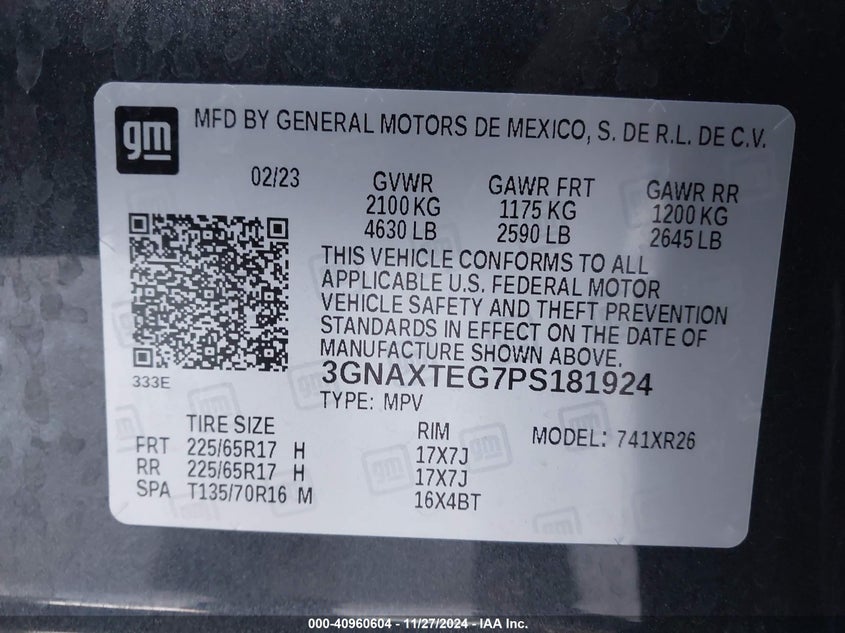 gm
MFD BY GENERAL MOTORS DE MEXICO, S. DE R.L. DE C.V.
02/23 GVWR GAWR FRT GAWR RR
2100 KG 1175 KG 1200 KG
4630 LB 2590 LB 2645 LB
THIS VEHICLE CONFORMS TO ALL
APPLICABLE U.S. FEDERAL MOTOR
VEHICLE SAFETY AND THEFT PREVENTION
STANDARDS IN EFFECT ON THE DATE OF
MANUFACTURE SHOWN ABOVE.
333E
3GNAXTEG7PS181924
TYPE: MPV
TIRE SIZE RIM MODEL: 741XR26
FRT 225/65R17 H 17X7J
RR 225/65R17 H 17X7J
SPA T135/70R16 M 16X4BT
000-40960604 - 11/27/2024 - IAA Inc.